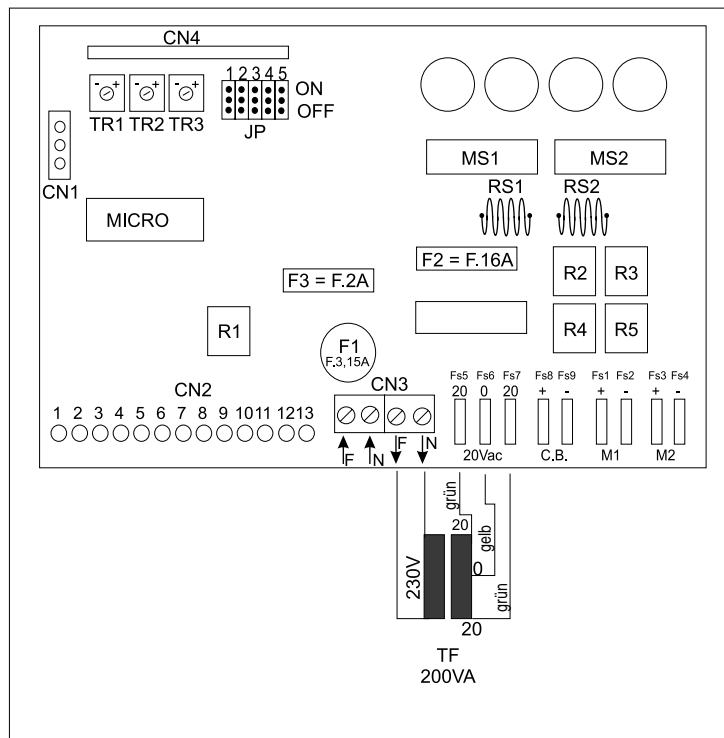 CN4
1 2 3 4 5
ON
OFF
- + - + - +
TR1 TR2 TR3
JP
CN1
MS1 MS2
RS1 RS2
MICRO
F2 = F.16A
R2 R3
F3 = F.2A
R1
R4 R5
F1
F.3,15A
CN2
CN3
Fs5 Fs6 Fs7 Fs8 Fs9 Fs1 Fs2 Fs3 Fs4
20 0 20 + - + - + -
1 2 3 4 5 6 7 8 9 10 11 12 13
F N F N
20Vac C.B. M1 M2
grün
gelb
grün
20
0
20
230V
TF
200VA